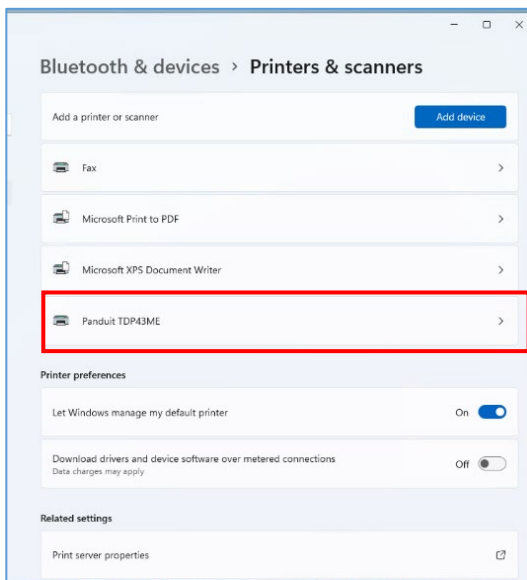 Bluetooth & devices > Printers & scanners
Add a printer or scanner
Add device
Fax
Microsoft Print to PDF
Microsoft XPS Document Writer
Panduit TDP43ME
Printer preferences
Let Windows manage my default printer
On
Download drivers and device software over metered connections
Data charges may apply
Off
Related settings
Print server properties